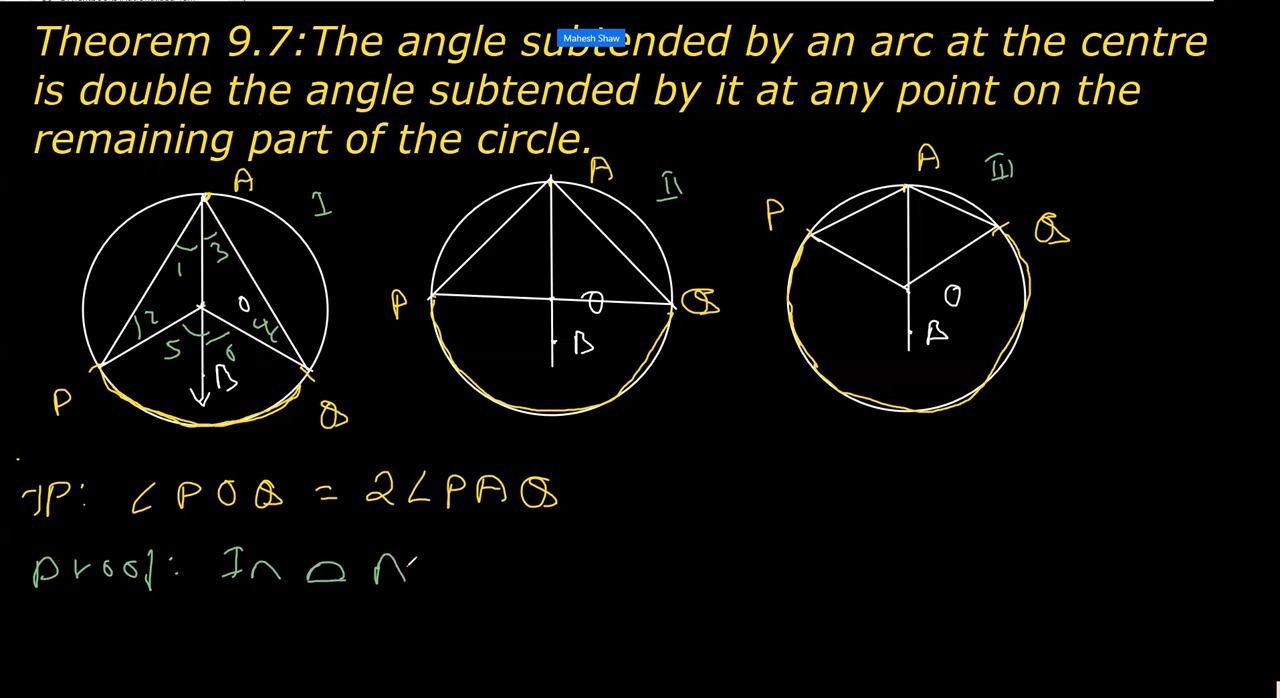 Theorem 9.7:The angle subtended by an arc at the centre
is double the angle subtended by it at any point on the
remaining part of the circle.
Mahesh Shaw
A I
1 3
2 O 4
5 6
B
P Q
A II
P O Q
B
A III
P Q
O
B
TP: ∠POQ = 2∠PAQ
Proof: In △ A